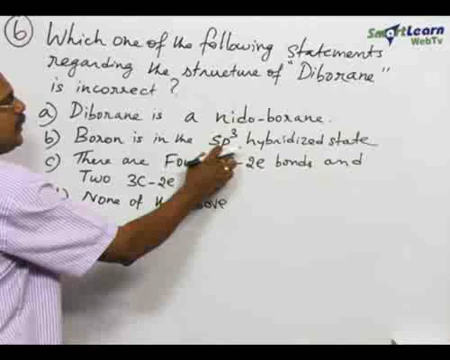 6 Which one of the following statements
regarding the structure of "Diborane"
is incorrect?
a) Diborane is a nido-borane.
b) Boron is in the sp³ hybridized state
c) There are -2e bonds and
Two 3C-2e
None of
SmartLearn
WebTv